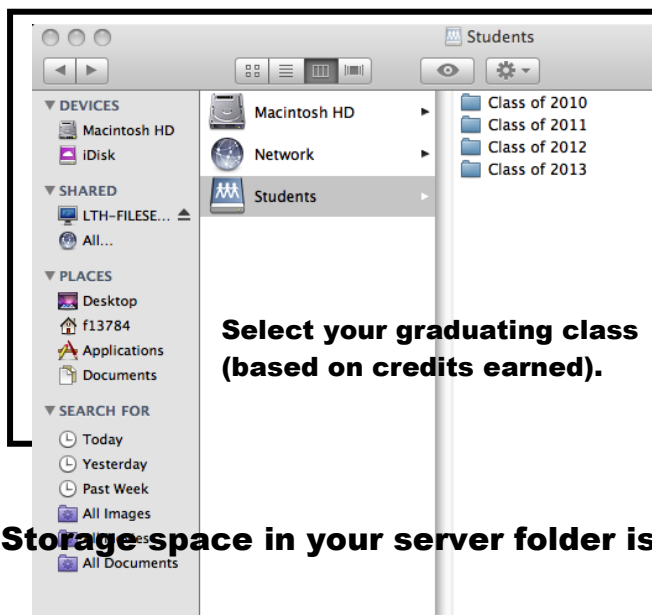 Students
DEVICES
Macintosh HD
iDisk
SHARED
LTH-FILESE...
All...
PLACES
Desktop
f13784
Applications
Documents
SEARCH FOR
Today
Yesterday
Past Week
All Images
All Documents
Macintosh HD
Network
Students
Class of 2010
Class of 2011
Class of 2012
Class of 2013
Select your graduating class
(based on credits earned).
Storage space in your server folder is